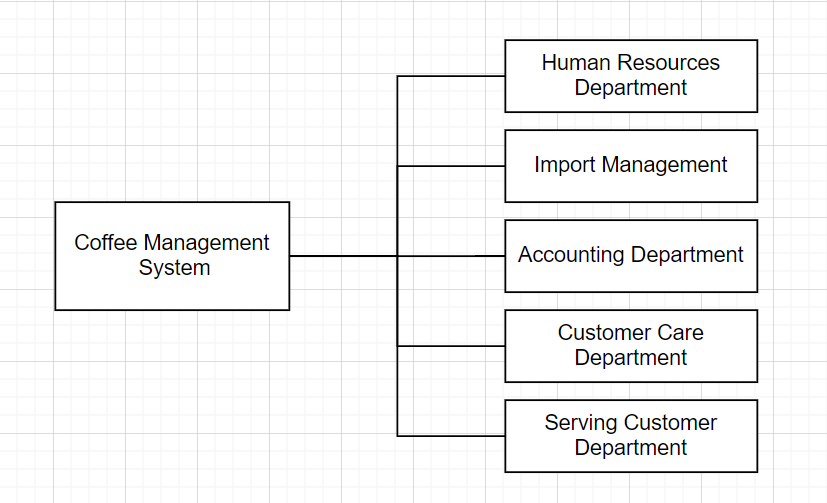 Human Resources
Department
Import Management
Coffee Management
System
Accounting Department
Customer Care
Department
Serving Customer
Department